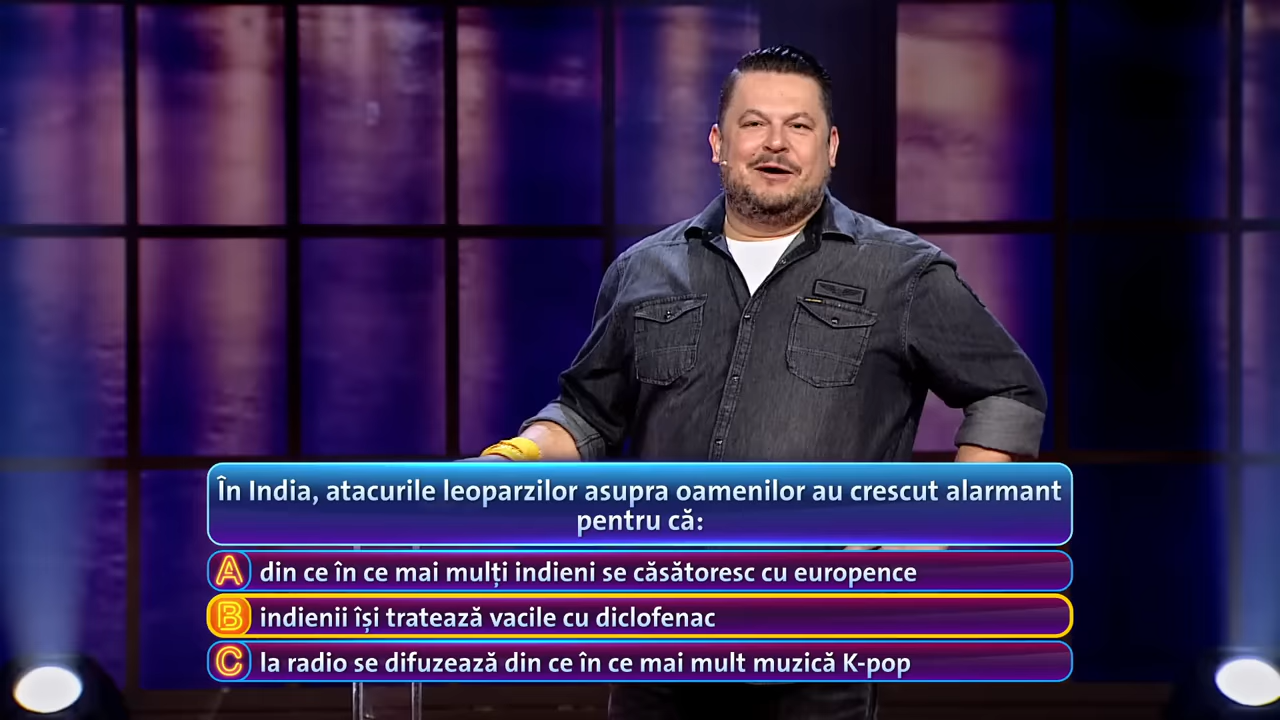 În India, atacurile leoparzilor asupra oamenilor au crescut alarmant
pentru că:
A din ce în ce mai mulți indieni se căsătoresc cu europence
B indienii își tratează vacile cu diclofenac
C la radio se difuzează din ce în ce mai mult muzică K-pop